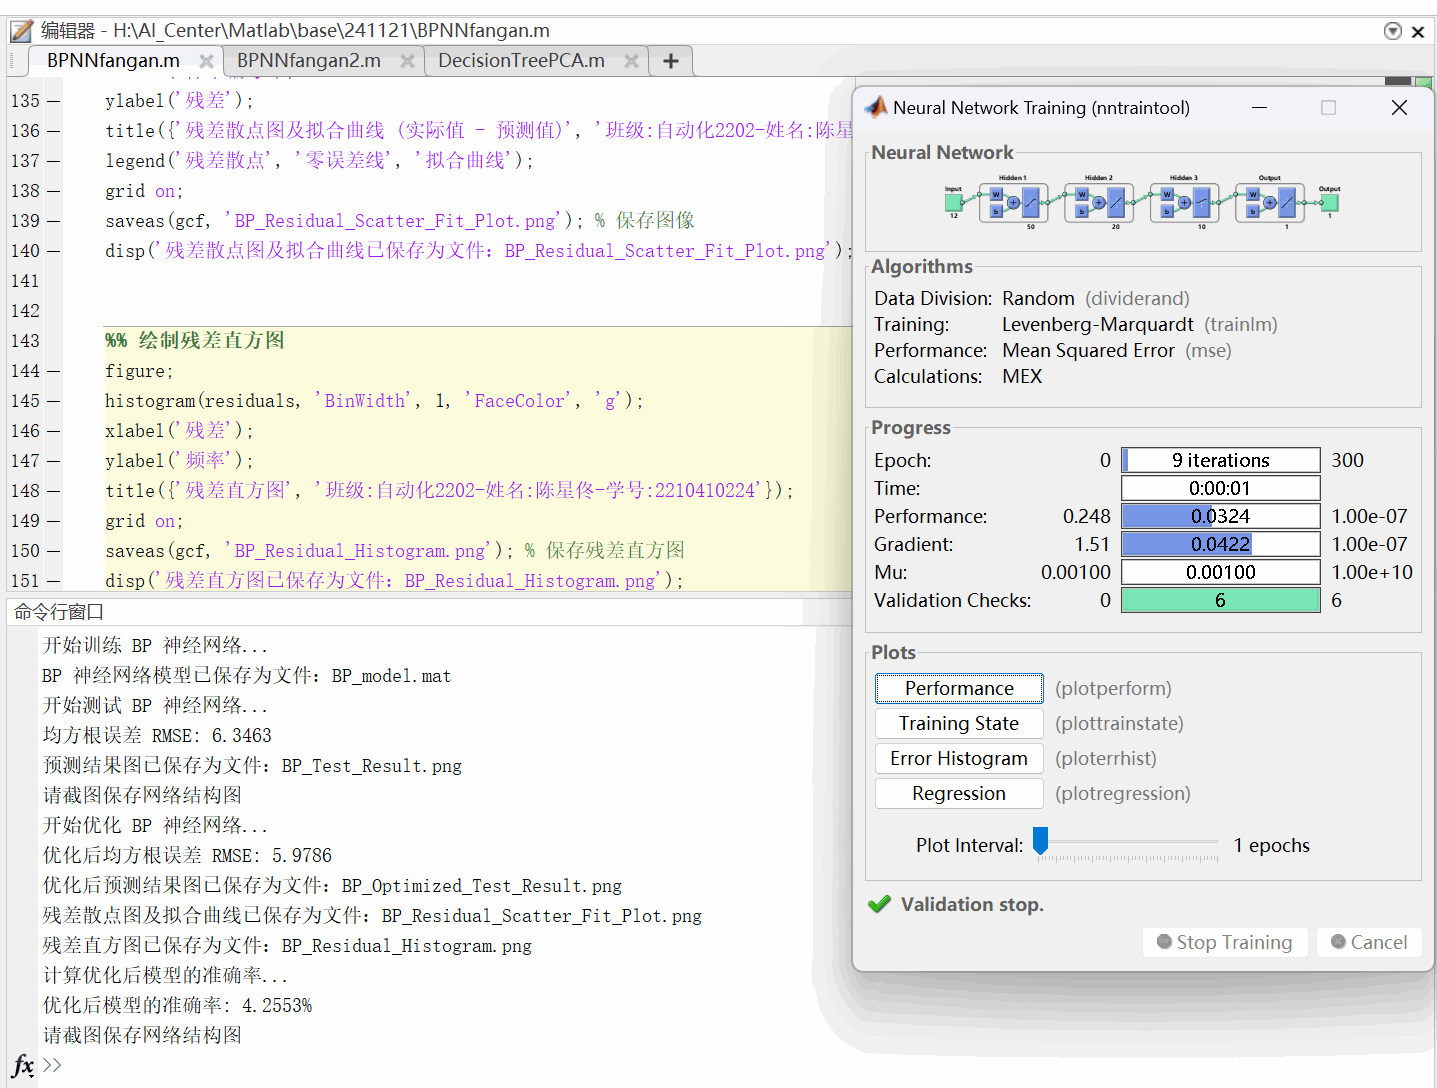 编辑器 - H:\AI_Center\Matlab\base\241121\BPNNfangan.m
BPNNfangan.m
BPNNfangan2.m
DecisionTreePCA.m
135 ylabel('残差');
136 title({'残差散点图及拟合曲线 (实际值 - 预测值)', '班级:自动化2202-姓名:陈星
137 legend('残差散点', '零误差线', '拟合曲线');
138 grid on;
139 saveas(gcf, 'BP_Residual_Scatter_Fit_Plot.png'); % 保存图像
140 disp('残差散点图及拟合曲线已保存为文件: BP_Residual_Scatter_Fit_Plot.png');
141
142
143 %% 绘制残差直方图
144 figure;
145 histogram(residuals, 'BinWidth', 1, 'FaceColor', 'g');
146 xlabel('残差');
147 ylabel('频率');
148 title({'残差直方图', '班级:自动化2202-姓名:陈星佟-学号:2210410224'});
149 grid on;
150 saveas(gcf, 'BP_Residual_Histogram.png'); % 保存残差直方图
151 disp('残差直方图已保存为文件: BP_Residual_Histogram.png');
命令行窗口
开始训练 BP 神经网络...
BP 神经网络模型已保存为文件: BP_model.mat
开始测试 BP 神经网络...
均方根误差 RMSE: 6.3463
预测结果图已保存为文件: BP_Test_Result.png
请截图保存网络结构图
开始优化 BP 神经网络...
优化后均方根误差 RMSE: 5.9786
优化后预测结果图已保存为文件: BP_Optimized_Test_Result.png
残差散点图及拟合曲线已保存为文件: BP_Residual_Scatter_Fit_Plot.png
残差直方图已保存为文件: BP_Residual_Histogram.png
计算优化后模型的准确率...
优化后模型的准确率: 4.2553%
请截图保存网络结构图
fx >>
Neural Network Training (nntraintool)
Neural Network
Input Hidden 1 Hidden 2 Hidden 3 Output Output
W W W W
b b b b
12 50 20 10 1 1
Algorithms
Data Division: Random (dividerand)
Training: Levenberg-Marquardt (trainlm)
Performance: Mean Squared Error (mse)
Calculations: MEX
Progress
Epoch: 0 9 iterations 300
Time: 0:00:01
Performance: 0.248 0.0324 1.00e-07
Gradient: 1.51 0.0422 1.00e-07
Mu: 0.00100 0.00100 1.00e+10
Validation Checks: 0 6 6
Plots
Performance (plotperform)
Training State (plottrainstate)
Error Histogram (ploterrhist)
Regression (plotregression)
Plot Interval: 1 epochs
Validation stop.
Stop Training Cancel